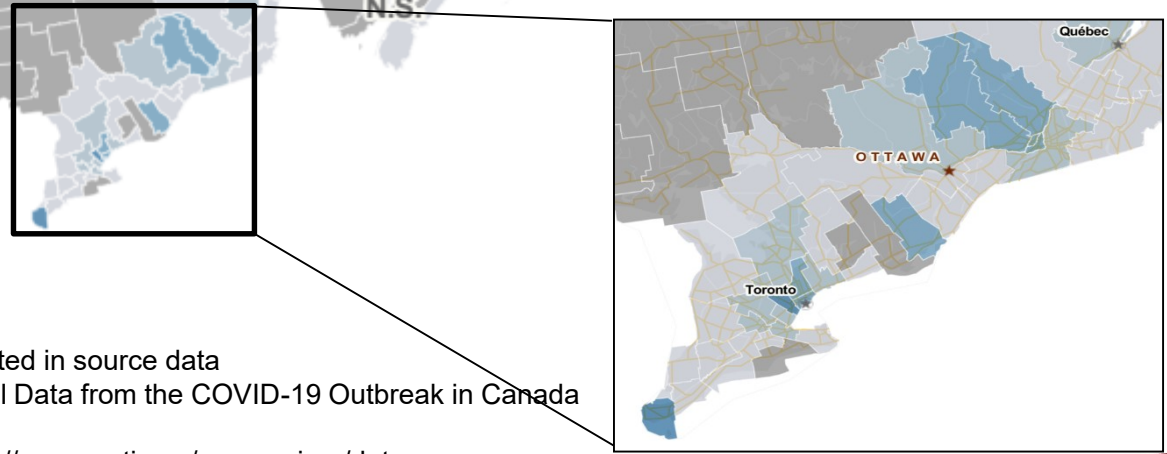 N.S.
Québec
OTTAWA
Toronto
ted in source data
l Data from the COVID-19 Outbreak in Canada